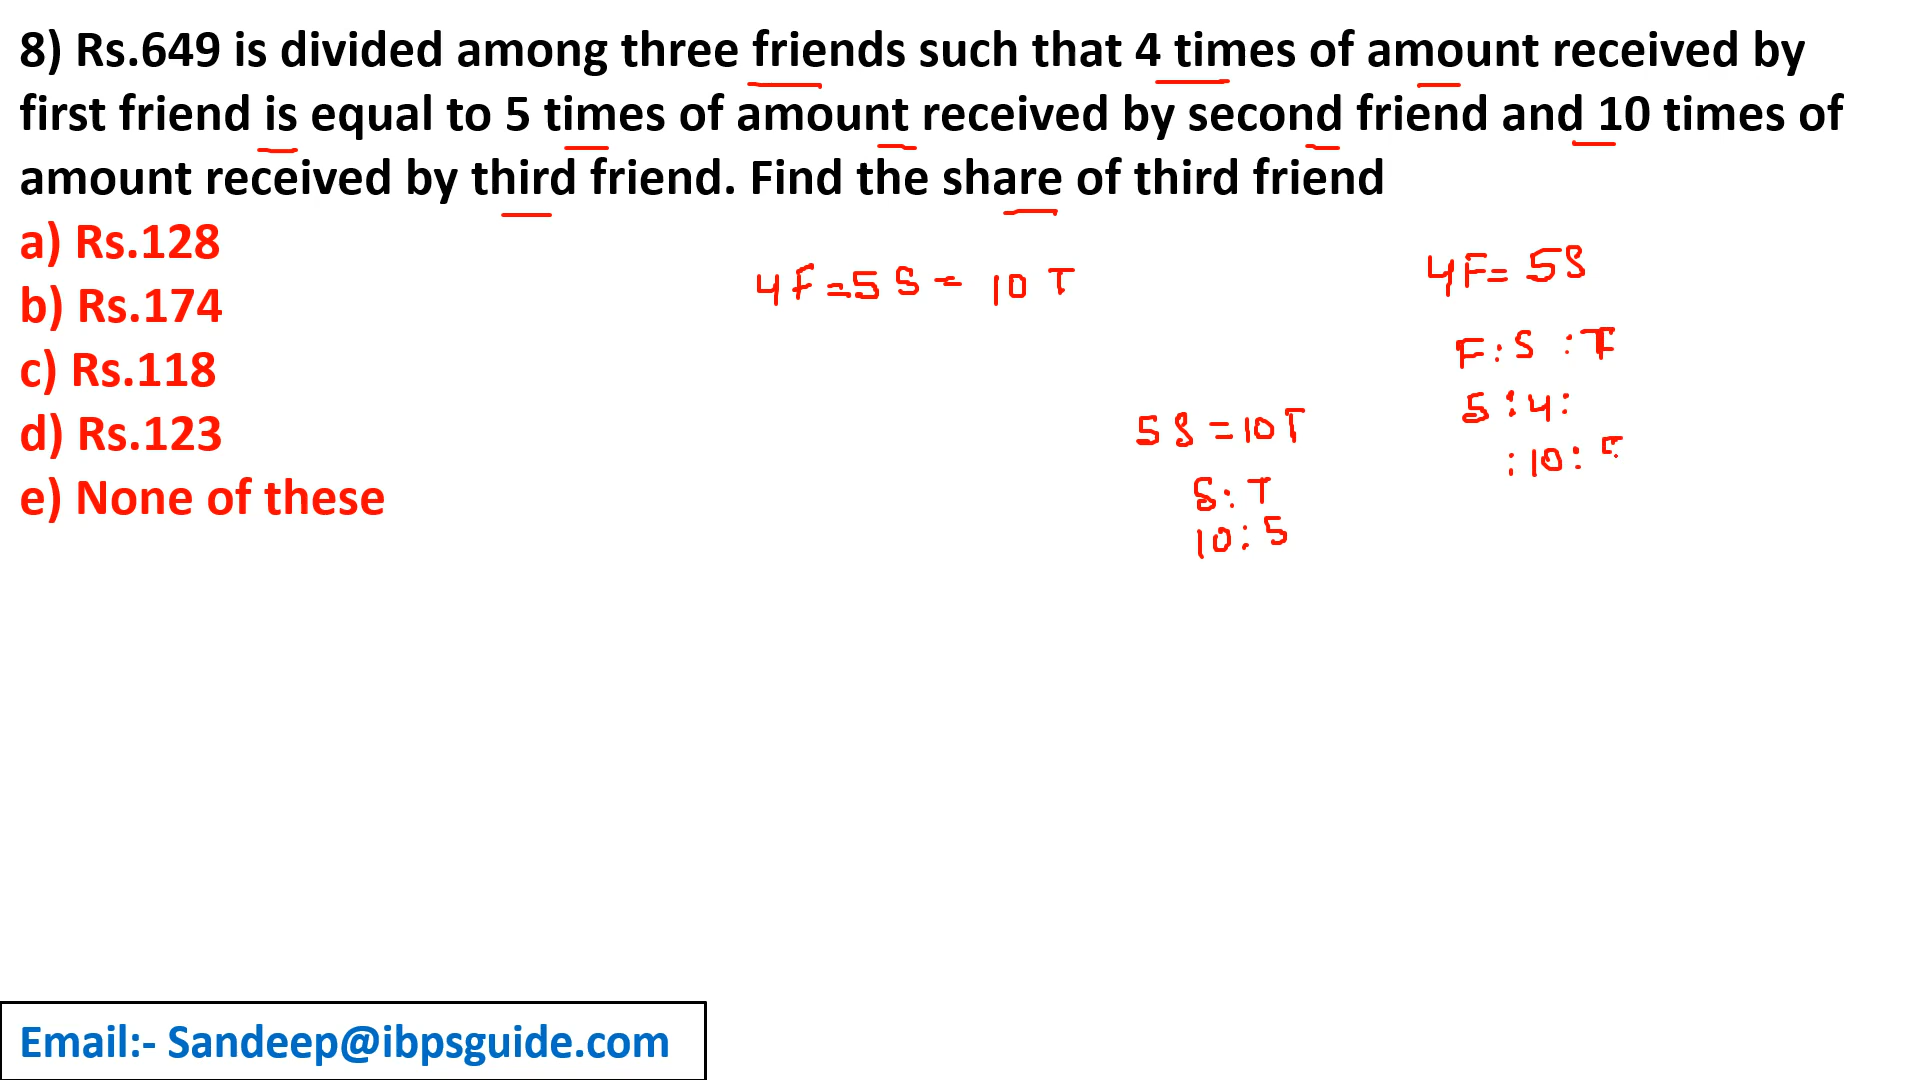 8) Rs.649 is divided among three friends such that 4 times of amount received by
first friend is equal to 5 times of amount received by second friend and 10 times of
amount received by third friend. Find the share of third friend
a) Rs.128
b) Rs.174
c) Rs.118
d) Rs.123
e) None of these
4F=5S=10T
4F=5S
F:S:T
5:4:
:10:
5S=10T
S:T
10:5
Email:- Sandeep@ibpsguide.com